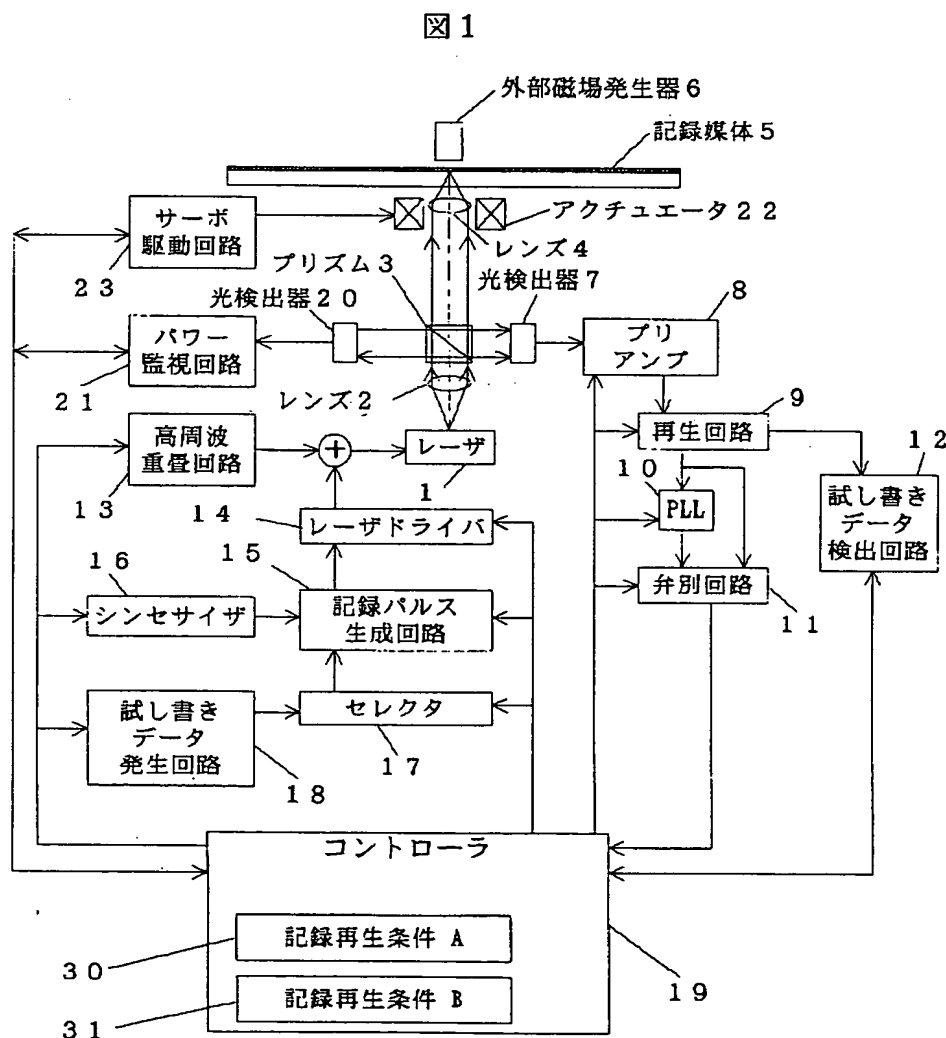 図1
外部磁場発生器6
記録媒体5
サーボ
駆動回路
アクチュエータ22
レンズ4
23
プリズム3
光検出器7
光検出器20
8
パワー
監視回路
プリ
アンプ
21
レンズ2
9
高周波
重畳回路
+
レーザ
再生回路
12
13
1
10
14
レーザドライバ
PLL
試し書き
データ
検出回路
15
16
シンセサイザ
記録パルス
生成回路
弁別回路
11
試し書き
データ
発生回路
セレクタ
17
18
コントローラ
記録再生条件 A
30
19
記録再生条件 B
31